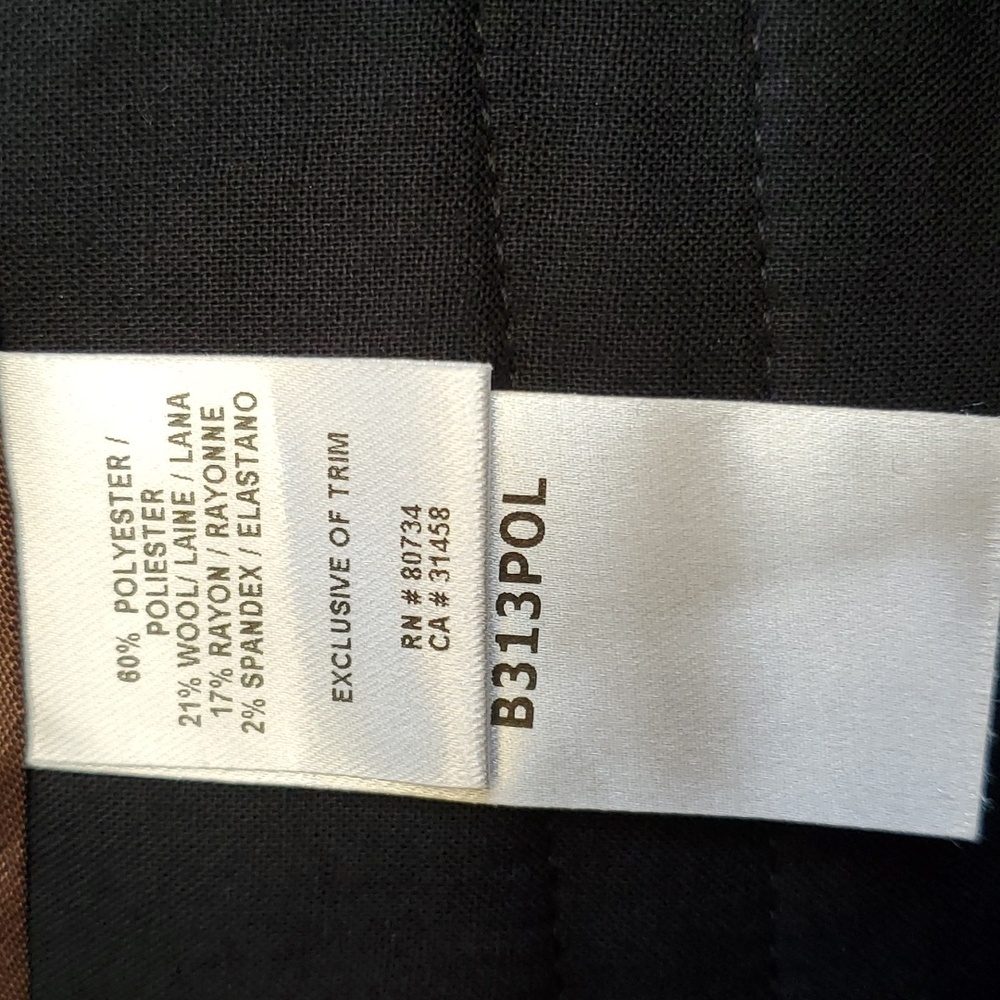 60% POLYESTER /
POLIESTER
21% WOOL/ LAINE / LANA
17% RAYON / RAYONNE
2% SPANDEX / ELASTANO
EXCLUSIVE OF TRIM
RN # 80734
CA # 31458
B313POL